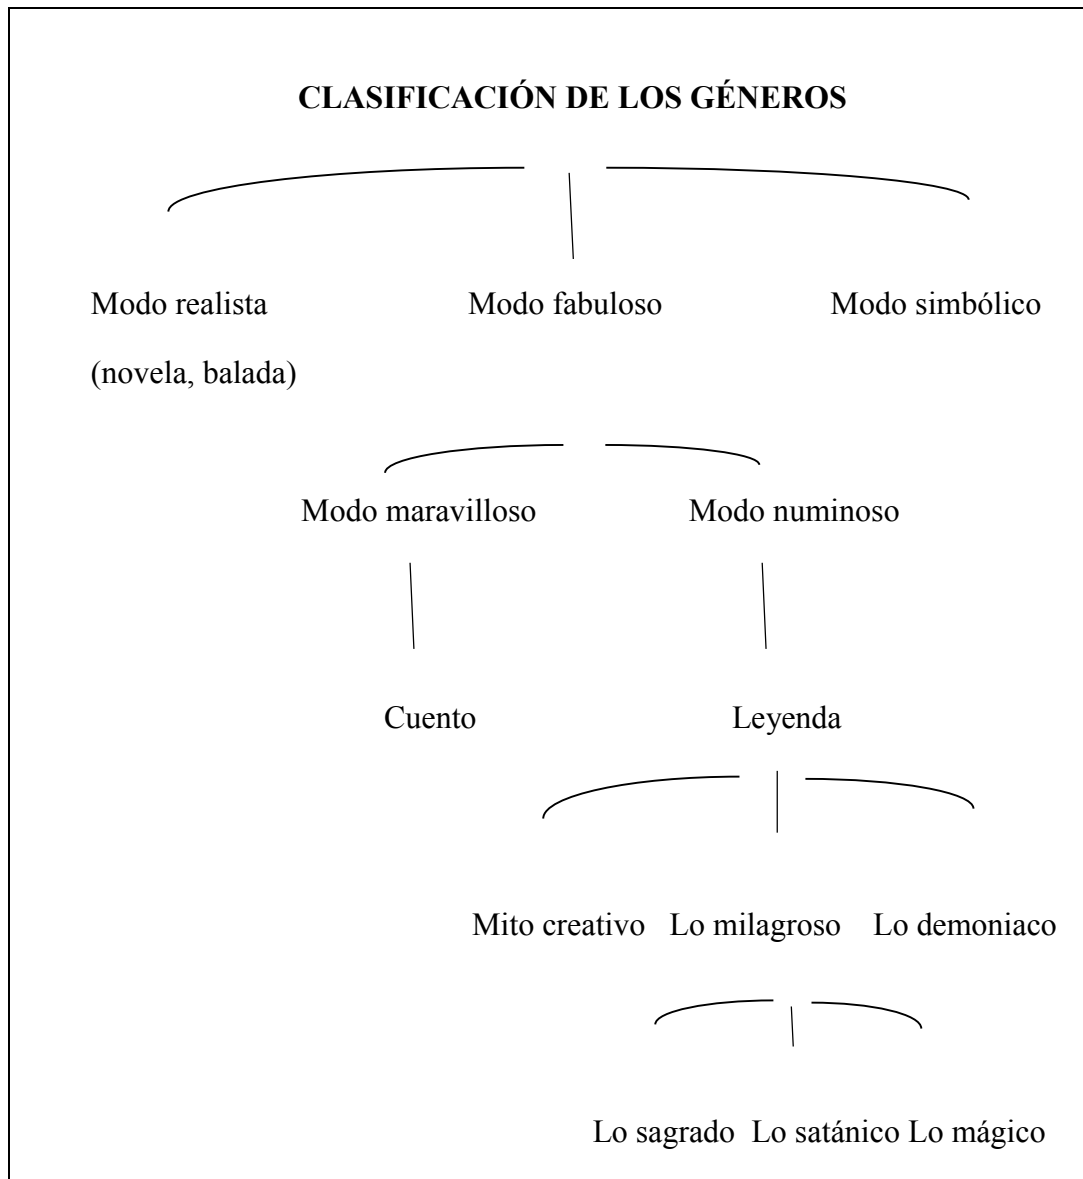 CLASIFICACIÓN DE LOS GÉNEROS
Modo realista Modo fabuloso Modo simbólico
(novela, balada)
Modo maravilloso Modo numinoso
Cuento Leyenda
Mito creativo Lo milagroso Lo demoniaco
Lo sagrado Lo satánico Lo mágico